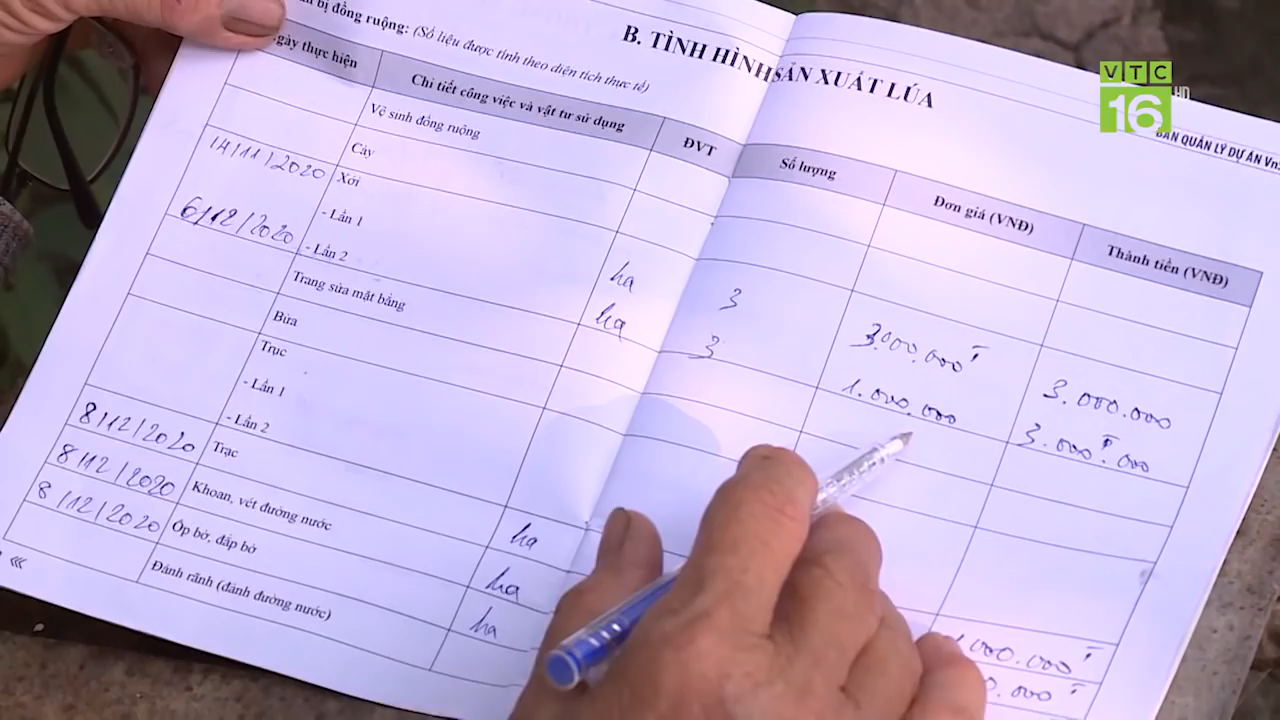 VTC
16
HD
B. TÌNH HÌNH SẢN XUẤT LÚA
bị đồng ruộng: (Số liệu được tính theo diện tích thực tế)
BAN QUẢN LÝ DỰ ÁN
gày thực hiện Chi tiết công việc và vật tư sử dụng ĐVT Số lượng Đơn giá (VNĐ) Thành tiền (VNĐ)
Vệ sinh đồng ruộng
Cày
14/11/2020 Xới
- Lần 1 ha 3 3.000.000đ 3.000.000
6/12/2020 - Lần 2 ha 3 1.000.000 3.000.000
Trang sửa mặt bằng
Bừa
Trục
- Lần 1
- Lần 2
8/12/2020 Trạc ha
8/12/2020 Khoan, vét đường nước ha
8/12/2020 Ốp bờ, đắp bờ ha
Đánh rãnh (đánh đường nước)